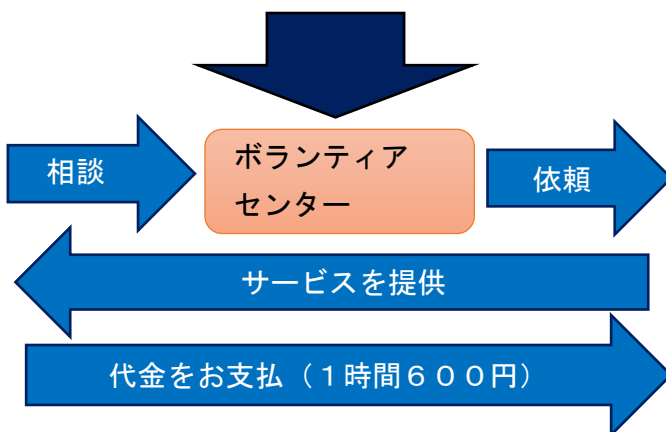 相談
ボランティア
センター
依頼
サービスを提供
代金をお支払（１時間６００円）